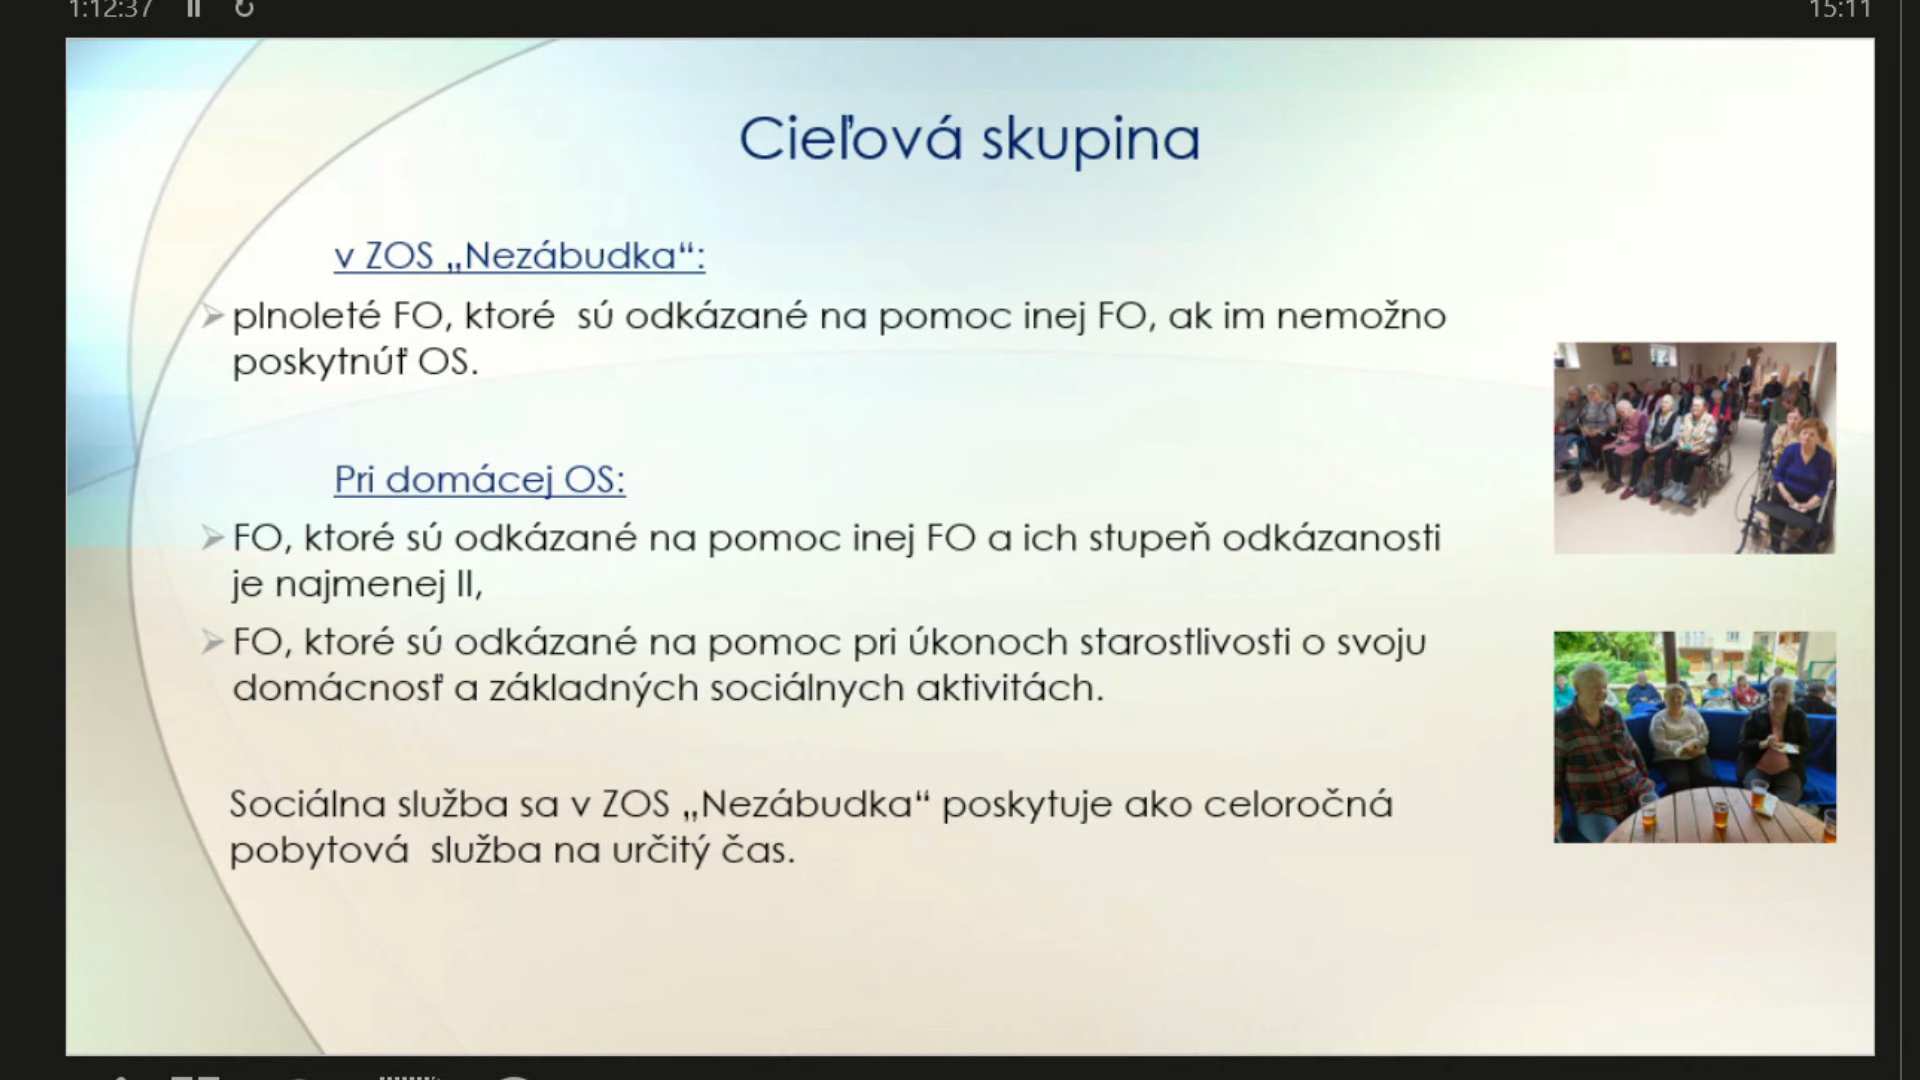 1:12:37
15:11
Cieľová skupina
v ZOS „Nezábudka“:
plnoleté FO, ktoré sú odkázané na pomoc inej FO, ak im nemožno
poskytnúť OS.
Pri domácej OS:
FO, ktoré sú odkázané na pomoc inej FO a ich stupeň odkázanosti
je najmenej II,
FO, ktoré sú odkázané na pomoc pri úkonoch starostlivosti o svoju
domácnosť a základných sociálnych aktivitách.
Sociálna služba sa v ZOS „Nezábudka“ poskytuje ako celoročná
pobytová služba na určitý čas.